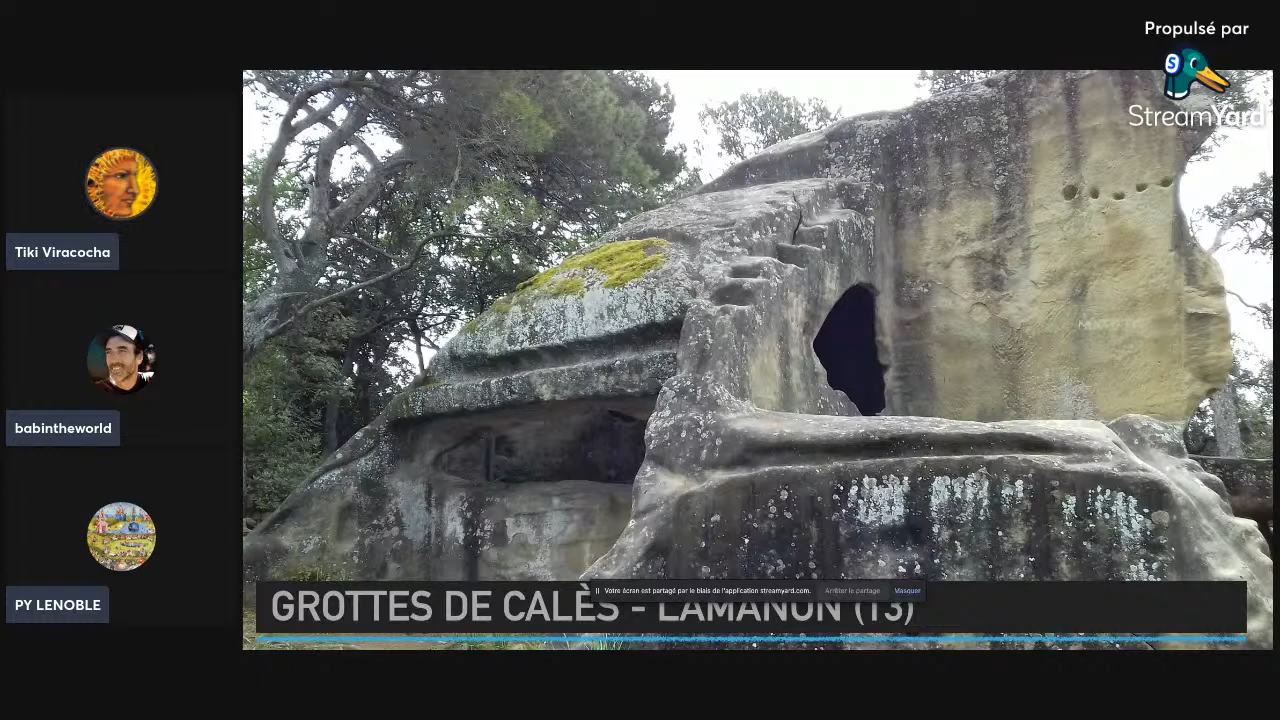 Propulsé par
StreamYard
Tiki Viracocha
babintheworld
PY LENOBLE
GROTTES DE CALÈS - LAMANON (13)
Votre écran est partagé par le biais de l'application streamyard.com.
Arrêter le partage
Masquer